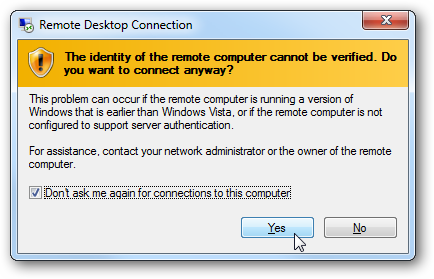 Remote Desktop Connection
The identity of the remote computer cannot be verified. Do
you want to connect anyway?
This problem can occur if the remote computer is running a version of
Windows that is earlier than Windows Vista, or if the remote computer is not
configured to support server authentication.
For assistance, contact your network administrator or the owner of the remote
computer.
Don't ask me again for connections to this computer
Yes No